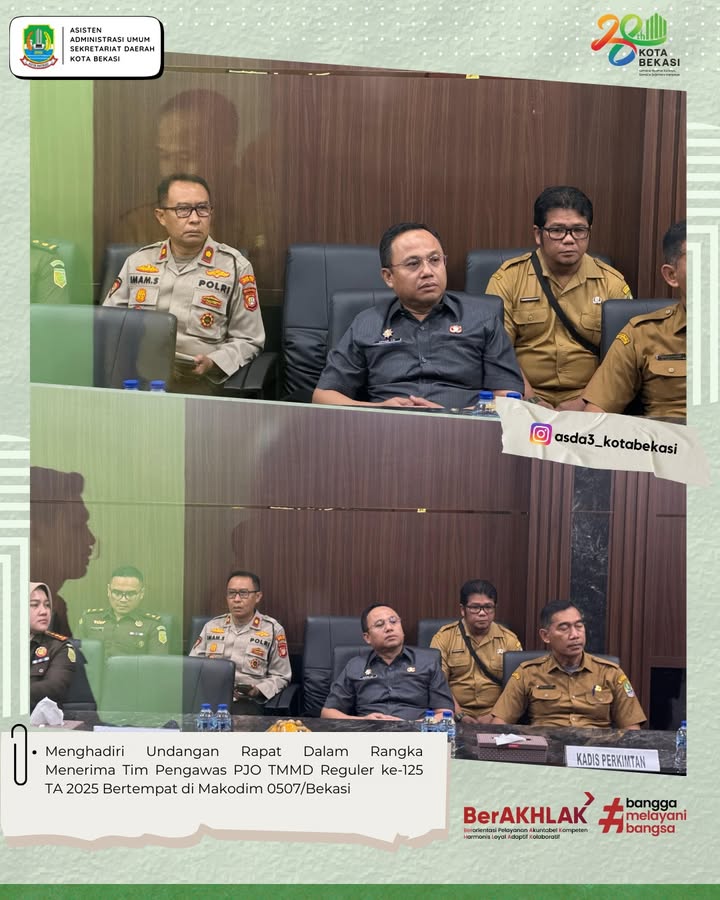 ASISTEN
ADMINISTRASI UMUM
SEKRETARIAT DAERAH
KOTA BEKASI
28th
KOTA
BEKASI
IMAM.S
POLRI
asda3_kotabekasi
IMAM.S
POLRI
KADIS PERKIMTAN
• Menghadiri Undangan Rapat Dalam Rangka
Menerima Tim Pengawas PJO TMMD Reguler ke-125
TA 2025 Bertempat di Makodim 0507/Bekasi
BerAKHLAK
Berorientasi Pelayanan Akuntabel Kompeten
Harmonis Loyal Adaptif Kolaboratif
#bangga
melayani
bangsa